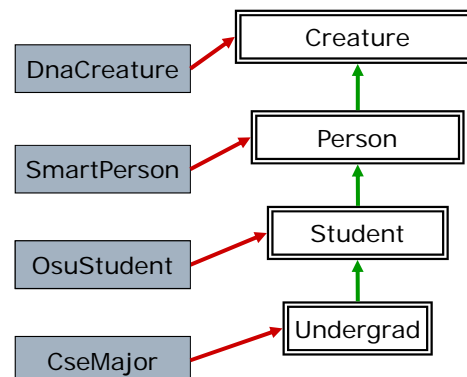 Creature
DnaCreature
Person
SmartPerson
Student
OsuStudent
Undergrad
CseMajor